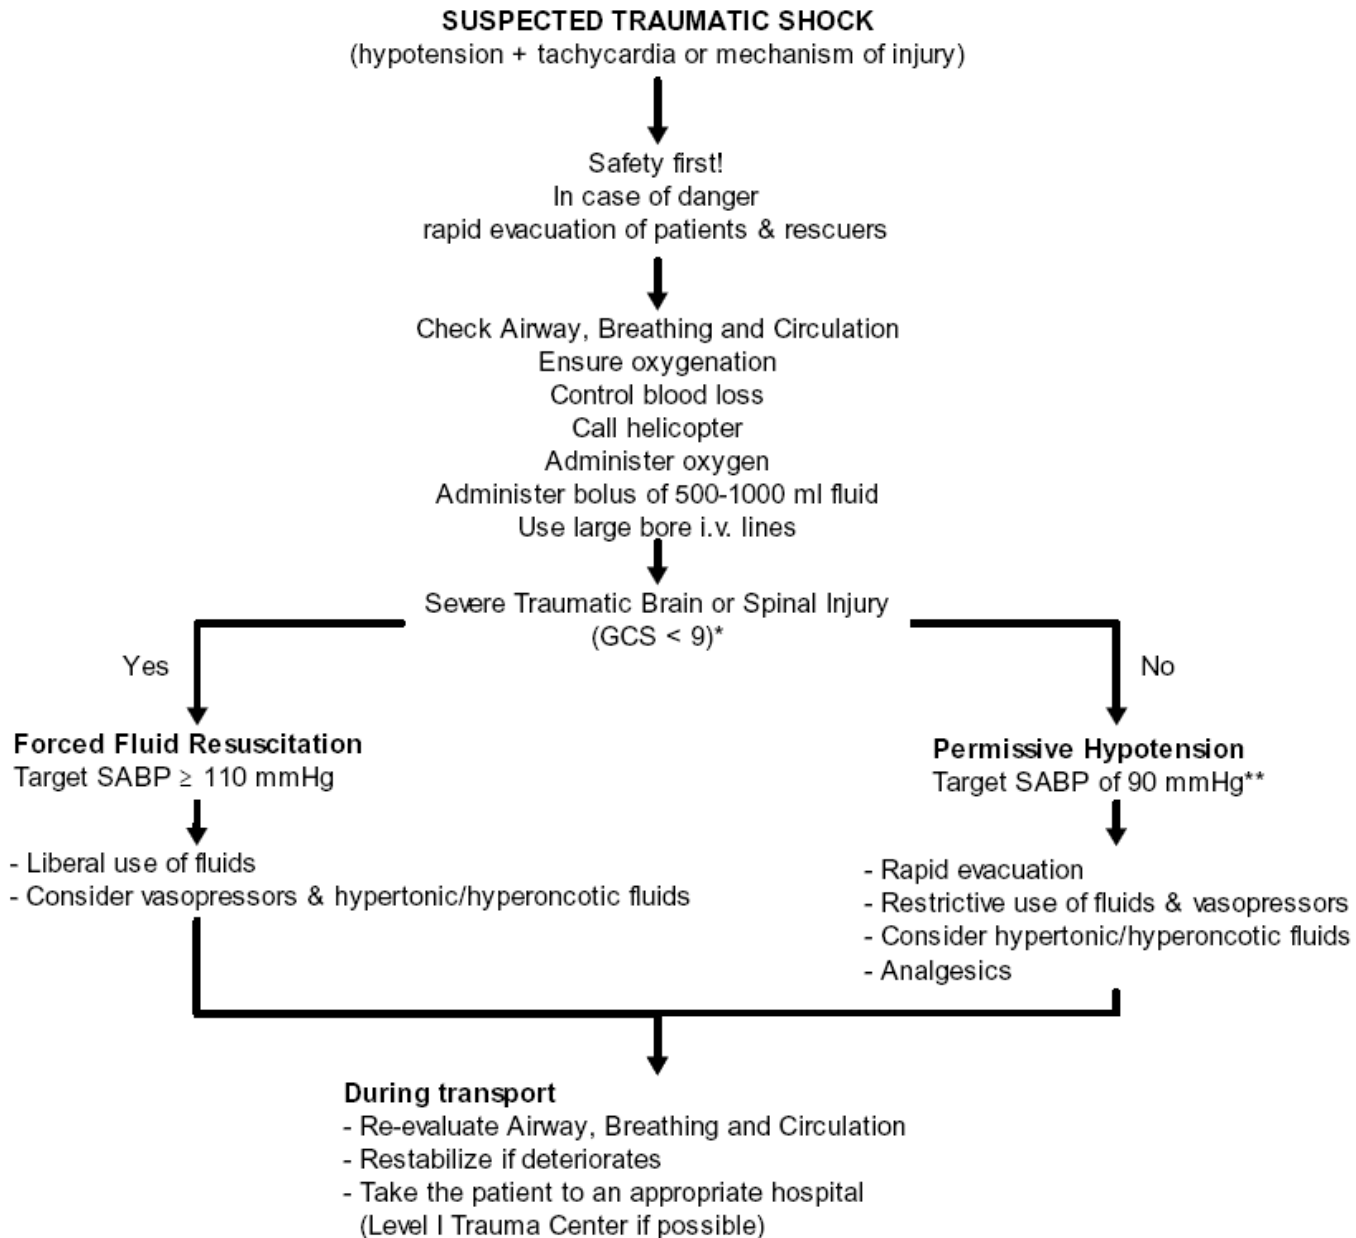 SUSPECTED TRAUMATIC SHOCK
(hypotension + tachycardia or mechanism of injury)
Safety first!
In case of danger
rapid evacuation of patients & rescuers
Check Airway, Breathing and Circulation
Ensure oxygenation
Control blood loss
Call helicopter
Administer oxygen
Administer bolus of 500-1000 ml fluid
Use large bore i.v. lines
Severe Traumatic Brain or Spinal Injury
(GCS < 9)*
Yes
No
Forced Fluid Resuscitation
Target SABP ≥ 110 mmHg
- Liberal use of fluids
- Consider vasopressors & hypertonic/hyperoncotic fluids
Permissive Hypotension
Target SABP of 90 mmHg**
- Rapid evacuation
- Restrictive use of fluids & vasopressors
- Consider hypertonic/hyperoncotic fluids
- Analgesics
During transport
- Re-evaluate Airway, Breathing and Circulation
- Restabilize if deteriorates
- Take the patient to an appropriate hospital
(Level I Trauma Center if possible)